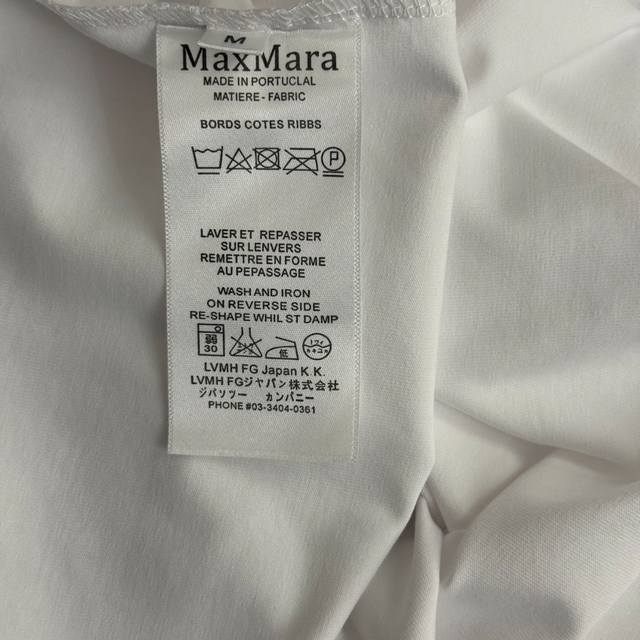 M
MaxMara
MADE IN PORTUCLAL
MATIERE - FABRIC
BORDS COTES RIBBS
P
LAVER ET REPASSER
SUR LENVERS
REMETTRE EN FORME
AU PEPASSAGE
WASH AND IRON
ON REVERSE SIDE
RE-SHAPE WHIL ST DAMP
30 低
LVMH FG Japan K.K.
LVMH FGジャパン株式会社
ジバソツー カンパニー
PHONE #03-3404-0361